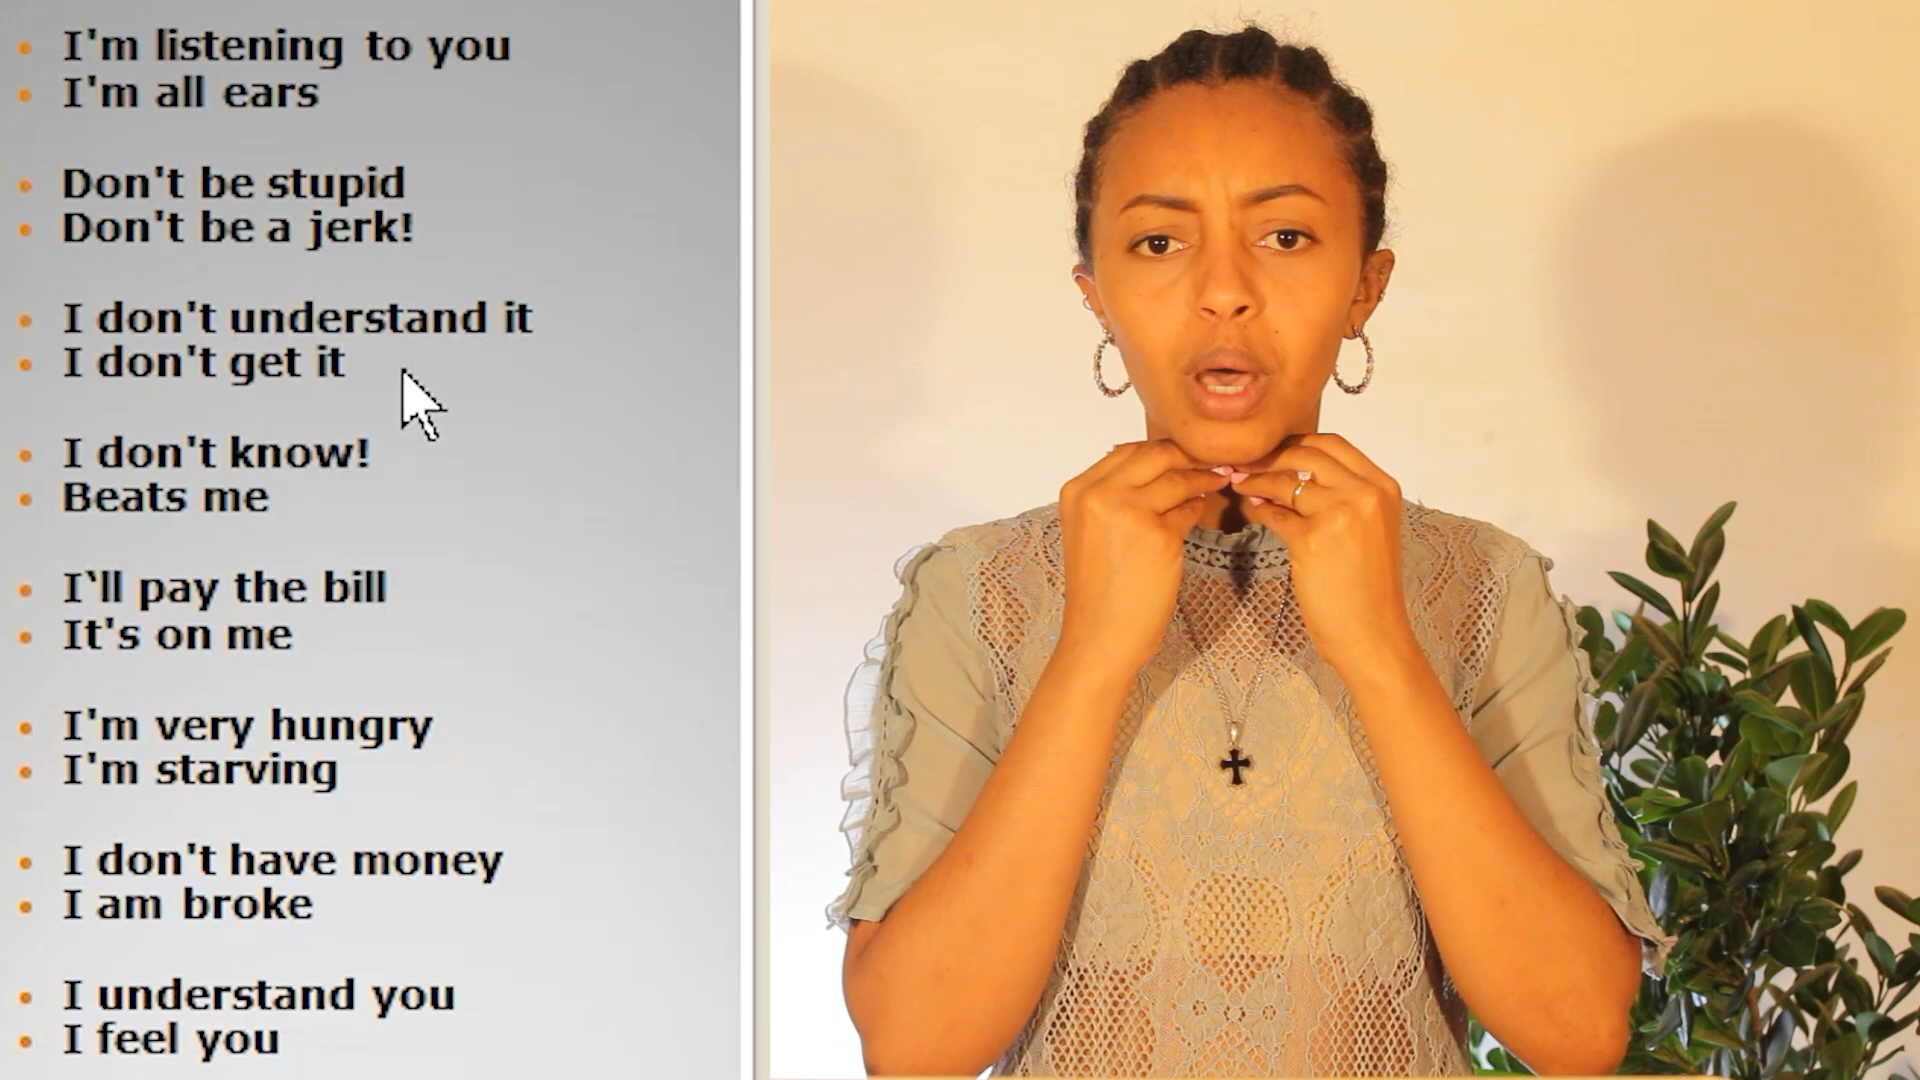 I'm listening to you
I'm all ears
Don't be stupid
Don't be a jerk!
I don't understand it
I don't get it
I don't know!
Beats me
I`ll pay the bill
It's on me
I'm very hungry
I'm starving
I don't have money
I am broke
I understand you
I feel you